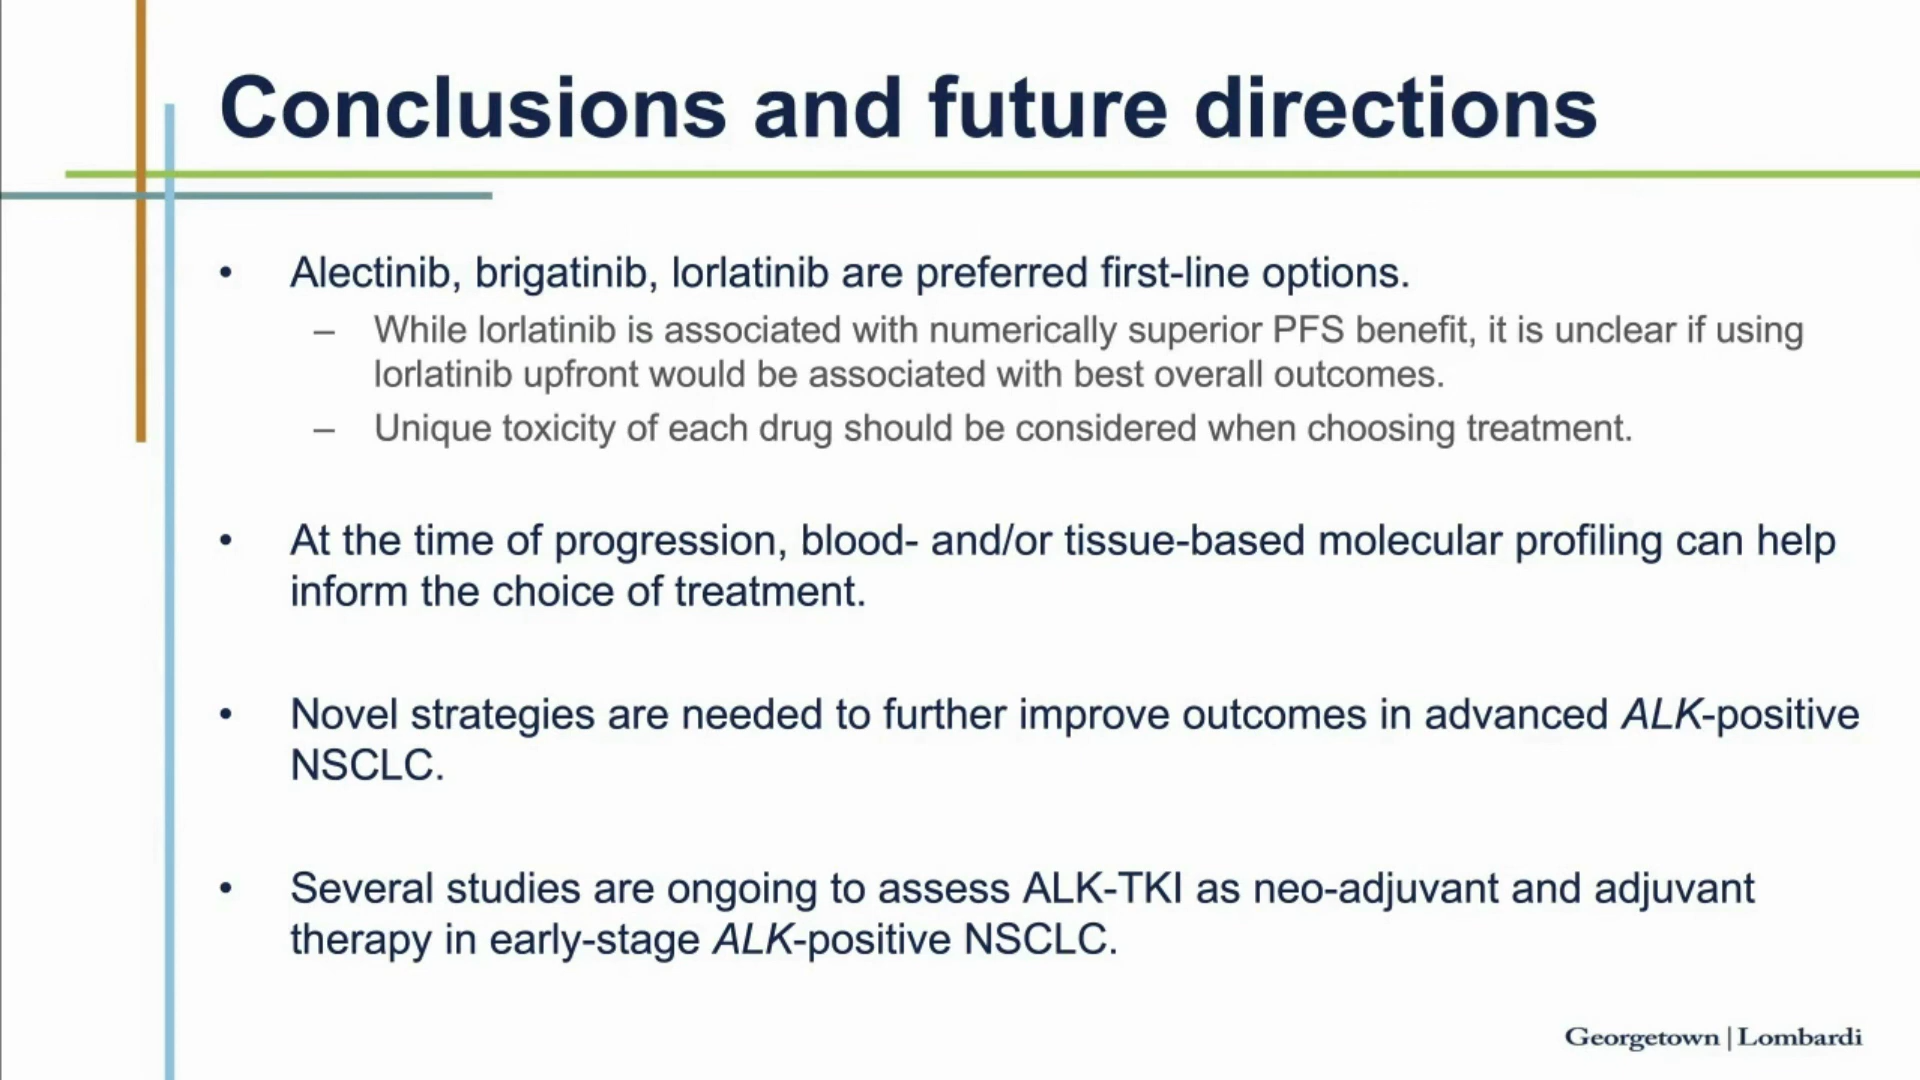 Conclusions and future directions
• Alectinib, brigatinib, lorlatinib are preferred first-line options.
– While lorlatinib is associated with numerically superior PFS benefit, it is unclear if using
lorlatinib upfront would be associated with best overall outcomes.
– Unique toxicity of each drug should be considered when choosing treatment.
• At the time of progression, blood- and/or tissue-based molecular profiling can help
inform the choice of treatment.
• Novel strategies are needed to further improve outcomes in advanced ALK-positive
NSCLC.
• Several studies are ongoing to assess ALK-TKI as neo-adjuvant and adjuvant
therapy in early-stage ALK-positive NSCLC.
Georgetown | Lombardi